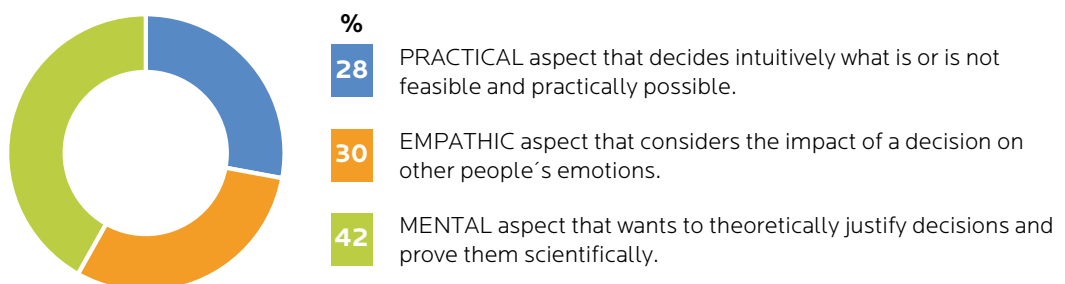 %
28 PRACTICAL aspect that decides intuitively what is or is not
feasible and practically possible.
30 EMPATHIC aspect that considers the impact of a decision on
other people´s emotions.
42 MENTAL aspect that wants to theoretically justify decisions and
prove them scientifically.